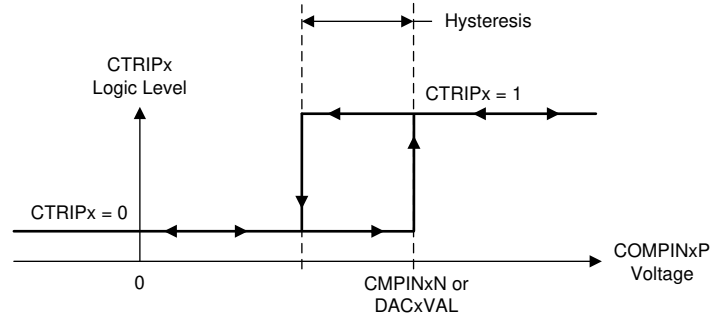 Hysteresis
CTRIPx
Logic Level
CTRIPx = 1
CTRIPx = 0
COMPINxP
Voltage
0
CMPINxN or
DACxVAL